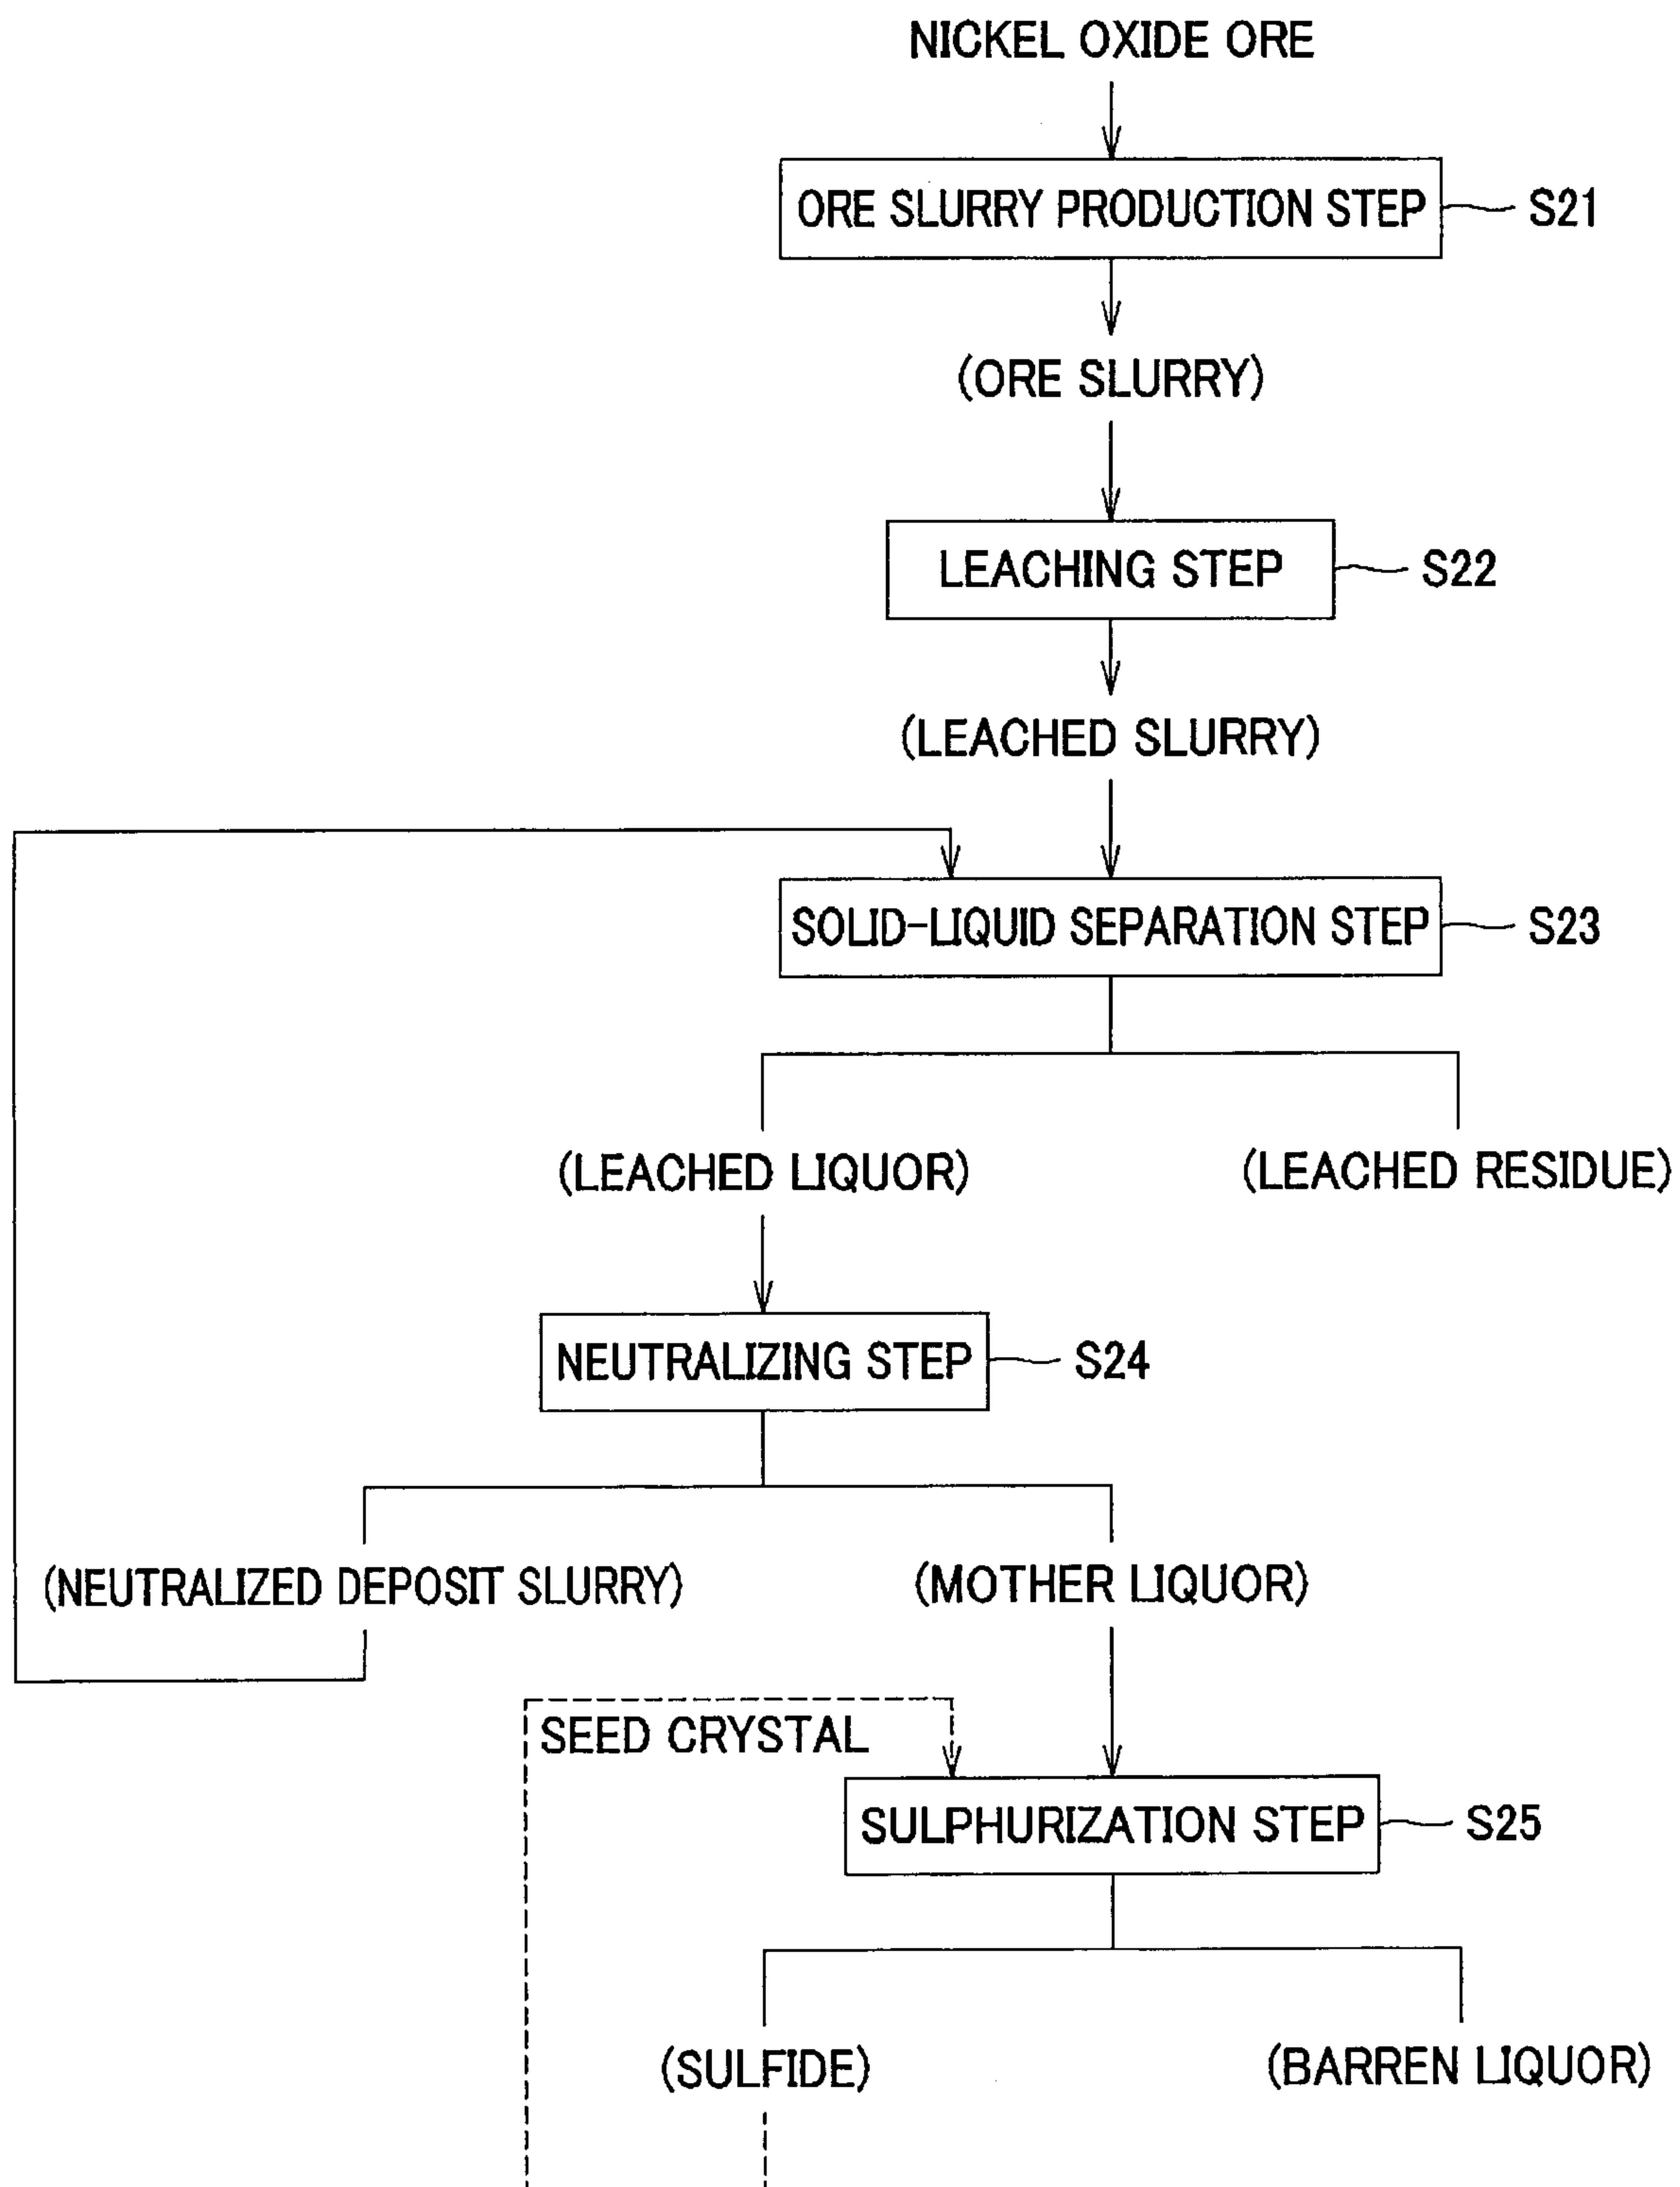 NICKEL OXIDE ORE
ORE SLURRY PRODUCTION STEP S21
(ORE SLURRY)
LEACHING STEP S22
(LEACHED SLURRY)
SOLID-LIQUID SEPARATION STEP S23
(LEACHED LIQUOR) (LEACHED RESIDUE)
NEUTRALIZING STEP S24
(NEUTRALIZED DEPOSIT SLURRY) (MOTHER LIQUOR)
SEED CRYSTAL
SULPHURIZATION STEP S25
(SULFIDE) (BARREN LIQUOR)